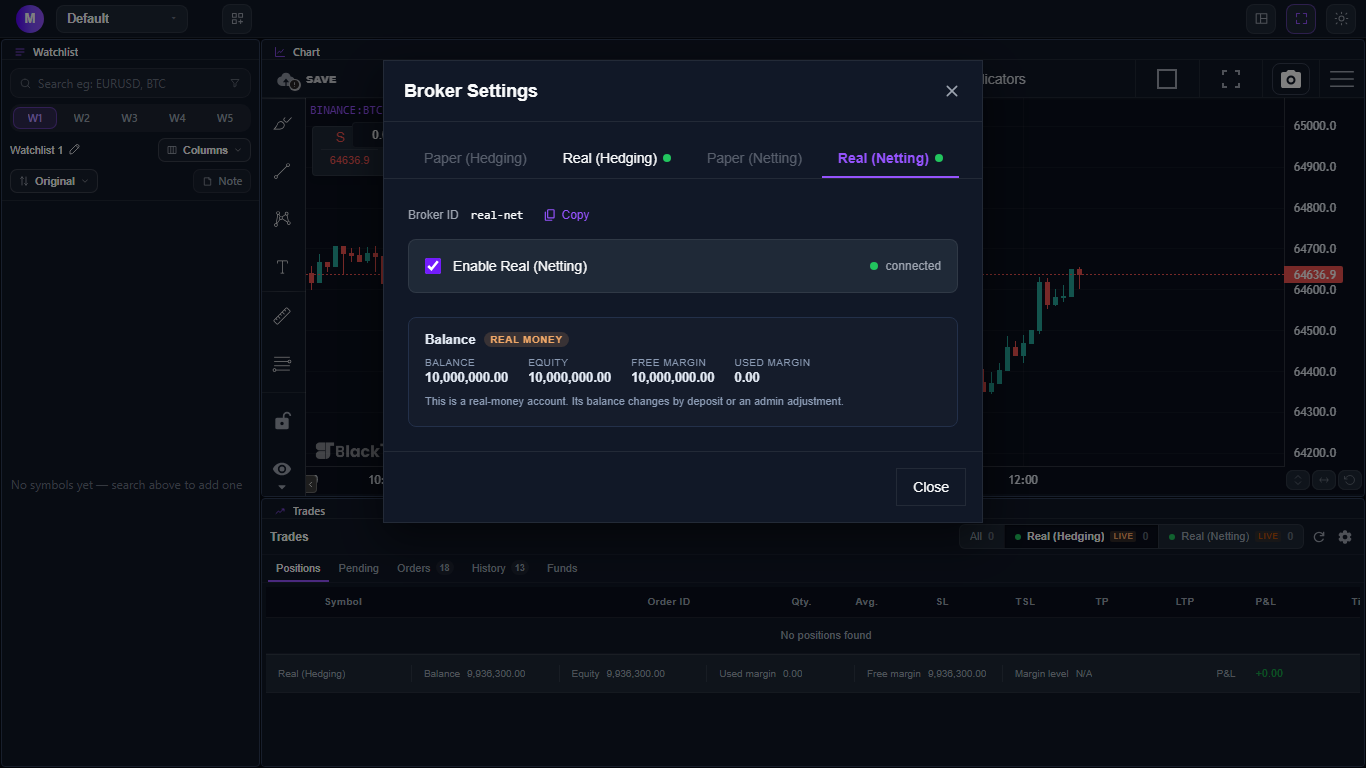 M Default
Watchlist
Chart
Search eg: EURUSD, BTC
SAVE
W1 W2 W3 W4 W5
Watchlist 1
Columns
Original
Note
No symbols yet — search above to add one
BINANCE:BTC
S
64636.9
Broker Settings
Paper (Hedging) Real (Hedging) Paper (Netting) Real (Netting)
Broker ID real-net Copy
Enable Real (Netting) connected
Balance REAL MONEY
BALANCE EQUITY FREE MARGIN USED MARGIN
10,000,000.00 10,000,000.00 10,000,000.00 0.00
This is a real-money account. Its balance changes by deposit or an admin adjustment.
Close
65000.0
64900.0
64800.0
64700.0
64636.9
64600.0
64500.0
64400.0
64300.0
64200.0
12:00
Trades
Trades
All 0 Real (Hedging) LIVE 0 Real (Netting) LIVE 0
Positions Pending Orders 18 History 13 Funds
Symbol Order ID Qty. Avg. SL TSL TP LTP P&L Ti
No positions found
Real (Hedging) Balance 9,936,300.00 Equity 9,936,300.00 Used margin 0.00 Free margin 9,936,300.00 Margin level N/A P&L +0.00